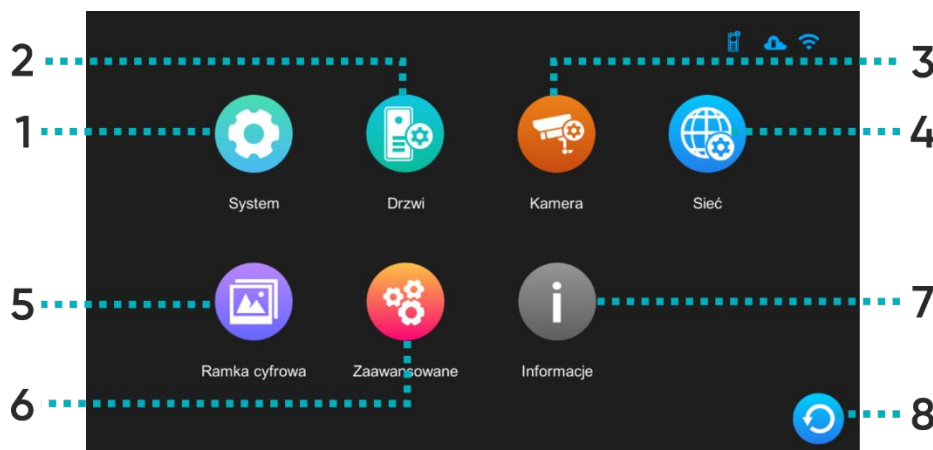 2
3
1
4
System
Drzwi
Kamera
Sieć
5
7
Ramka cyfrowa
Zaawansowane
Informacje
6
8